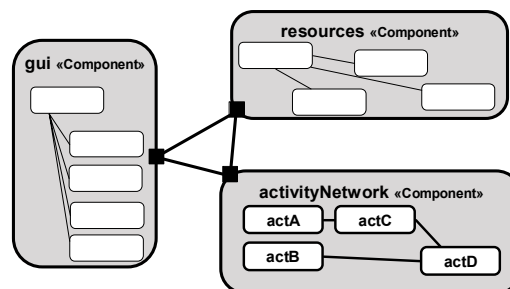 resources «Component»
gui «Component»
activityNetwork «Component»
actA actC
actB actD